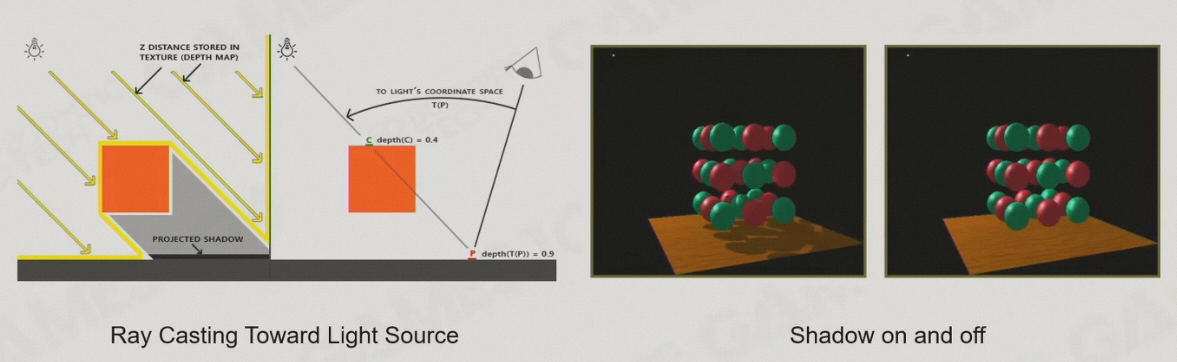 Z DISTANCE STORED IN
TEXTURE (DEPTH MAP)
PROJECTED SHADOW
TO LIGHT'S COORDINATE SPACE
T(P)
C depth(C) = 0.4
P depth(T(P)) = 0.9
Ray Casting Toward Light Source
Shadow on and off